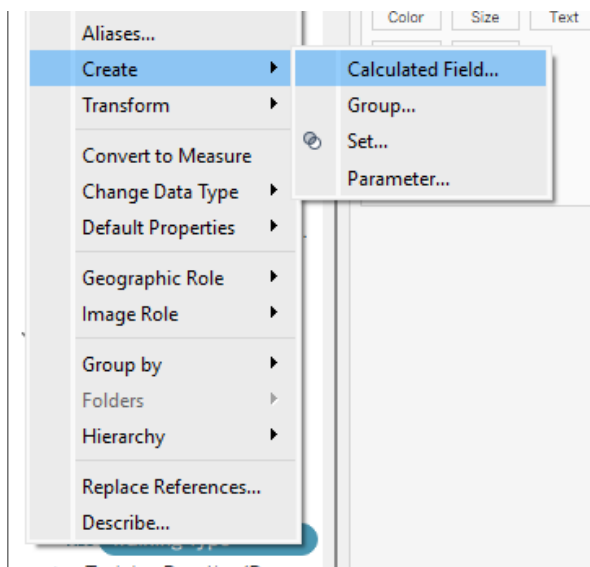 Color Size Text
Aliases...
Create
Calculated Field...
Transform
Group...
Set...
Convert to Measure
Parameter...
Change Data Type
Default Properties
Geographic Role
Image Role
Group by
Folders
Hierarchy
Replace References...
Describe...